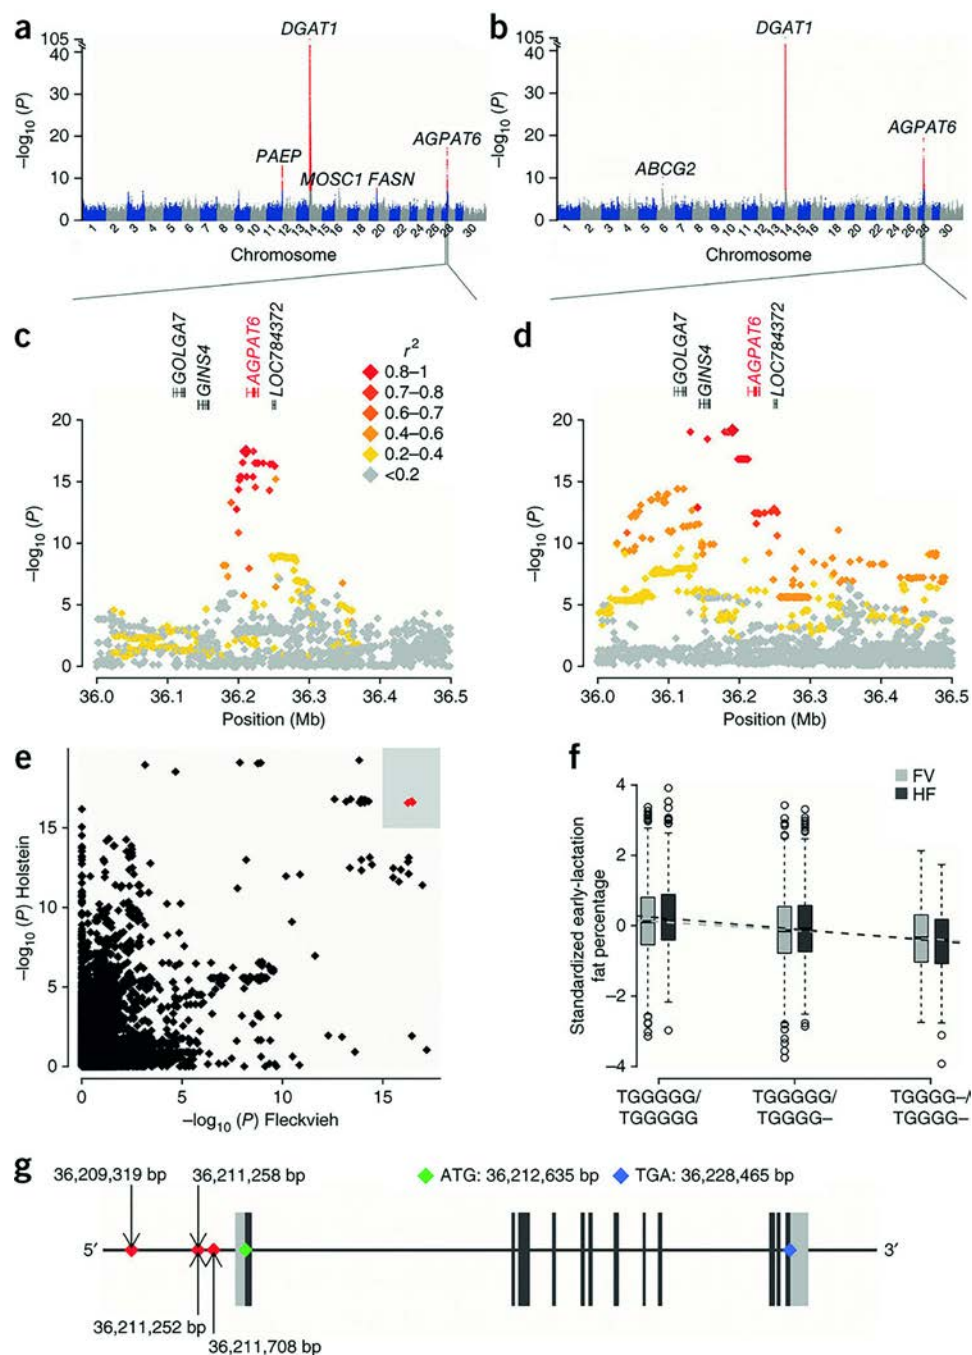 a
105
40
30
20
10
0
−log10 (P)
DGAT1
PAEP
MOSC1 FASN
AGPAT6
1 2 3 4 5 6 7 8 9 10 11 12 13 14 15 16 18 20 22 24 26 28 30
Chromosome
b
105
40
30
20
10
0
−log10 (P)
DGAT1
ABCG2
AGPAT6
1 2 3 4 5 6 7 8 9 10 11 12 13 14 15 16 18 20 22 24 26 28 30
Chromosome
c
GOLGA7
GINS4
AGPAT6
LOC784372
r2
0.8–1
0.7–0.8
0.6–0.7
0.4–0.6
0.2–0.4
<0.2
20
15
10
5
0
−log10 (P)
36.0 36.1 36.2 36.3 36.4 36.5
Position (Mb)
d
GOLGA7
GINS4
AGPAT6
LOC784372
20
15
10
5
0
−log10 (P)
36.0 36.1 36.2 36.3 36.4 36.5
Position (Mb)
e
15
10
5
0
−log10 (P) Holstein
0 5 10 15
−log10 (P) Fleckvieh
f
FV
HF
4
2
0
−2
−4
Standardized early-lactation
fat percentage
TGGGGG/ TGGGGG/ TGGGG–/
TGGGGG TGGGG– TGGGG–
g
36,209,319 bp 36,211,258 bp ATG: 36,212,635 bp TGA: 36,228,465 bp
5′ 3′
36,211,252 bp
36,211,708 bp